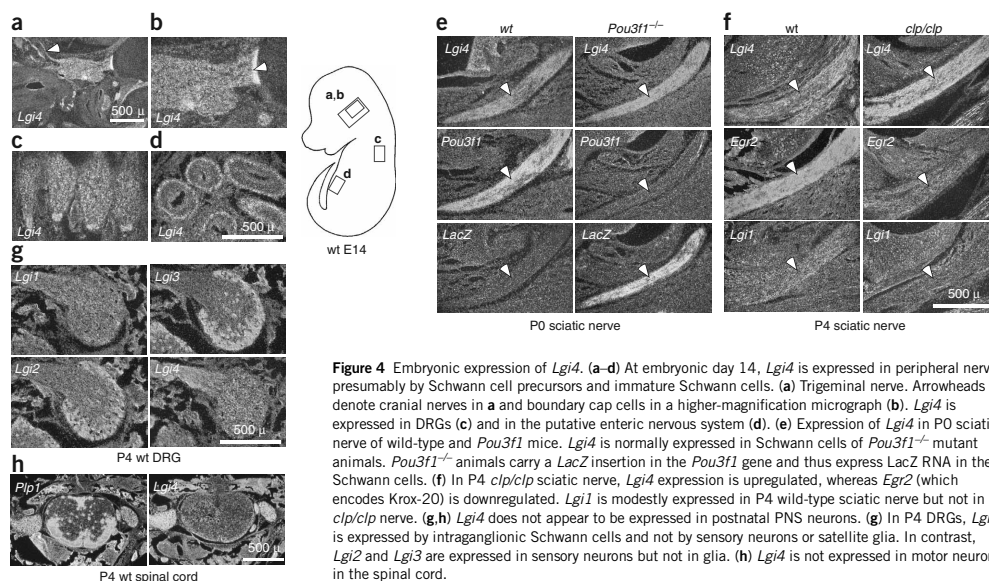 a
b
Lgi4
500 μ
Lgi4
c
d
Lgi4
Lgi4
500 μ
a,b
c
d
wt E14
g
Lgi1
Lgi3
Lgi2
Lgi4
500 μ
P4 wt DRG
h
Plp1
Lgi4
500 μ
P4 wt spinal cord
e
wt
Pou3f1–/–
Lgi4
Lgi4
Pou3f1
Pou3f1
LacZ
LacZ
500 μ
P0 sciatic nerve
f
wt
clp/clp
Lgi4
Lgi4
Egr2
Egr2
Lgi1
Lgi1
500 μ
P4 sciatic nerve
Figure 4 Embryonic expression of Lgi4. (a–d) At embryonic day 14, Lgi4 is expressed in peripheral nerv
presumably by Schwann cell precursors and immature Schwann cells. (a) Trigeminal nerve. Arrowheads
denote cranial nerves in a and boundary cap cells in a higher-magnification micrograph (b). Lgi4 is
expressed in DRGs (c) and in the putative enteric nervous system (d). (e) Expression of Lgi4 in P0 sciati
nerve of wild-type and Pou3f1 mice. Lgi4 is normally expressed in Schwann cells of Pou3f1–/– mutant
animals. Pou3f1–/– animals carry a LacZ insertion in the Pou3f1 gene and thus express LacZ RNA in the
Schwann cells. (f) In P4 clp/clp sciatic nerve, Lgi4 expression is upregulated, whereas Egr2 (which
encodes Krox-20) is downregulated. Lgi1 is modestly expressed in P4 wild-type sciatic nerve but not in
clp/clp nerve. (g,h) Lgi4 does not appear to be expressed in postnatal PNS neurons. (g) In P4 DRGs, Lgi
is expressed by intraganglionic Schwann cells and not by sensory neurons or satellite glia. In contrast,
Lgi2 and Lgi3 are expressed in sensory neurons but not in glia. (h) Lgi4 is not expressed in motor neuron
in the spinal cord.